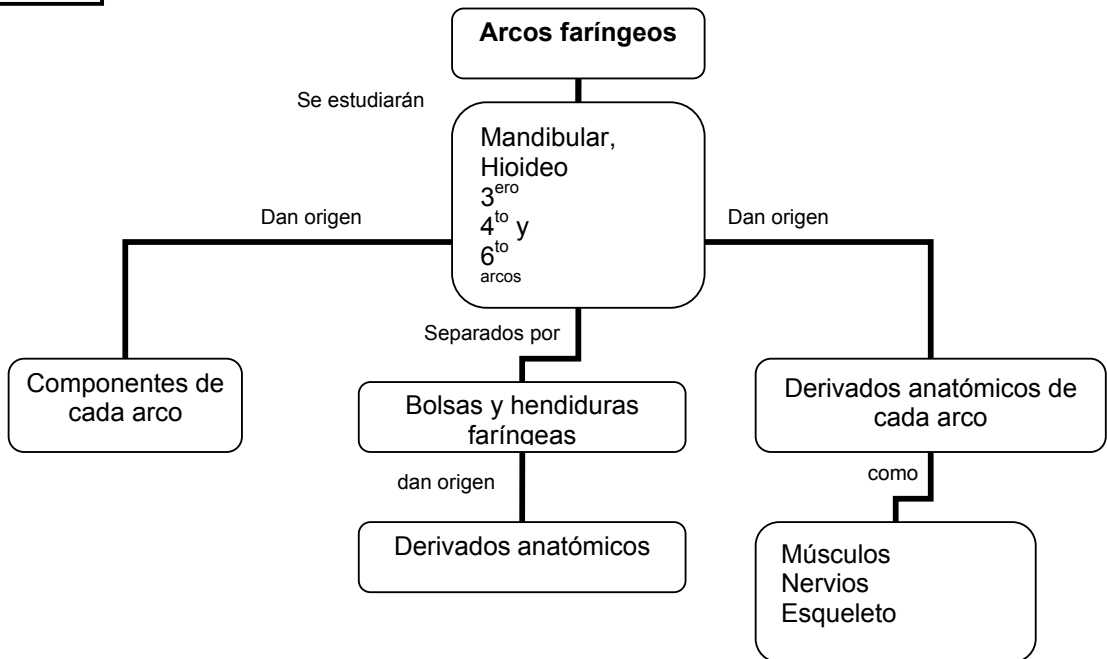 Arcos faríngeos
Se estudiarán
Mandibular,
Hioideo
3ero
4to y
6to
arcos
Dan origen
Dan origen
Separados por
Componentes de
cada arco
Bolsas y hendiduras
faríngeas
Derivados anatómicos de
cada arco
dan origen
como
Derivados anatómicos
Músculos
Nervios
Esqueleto